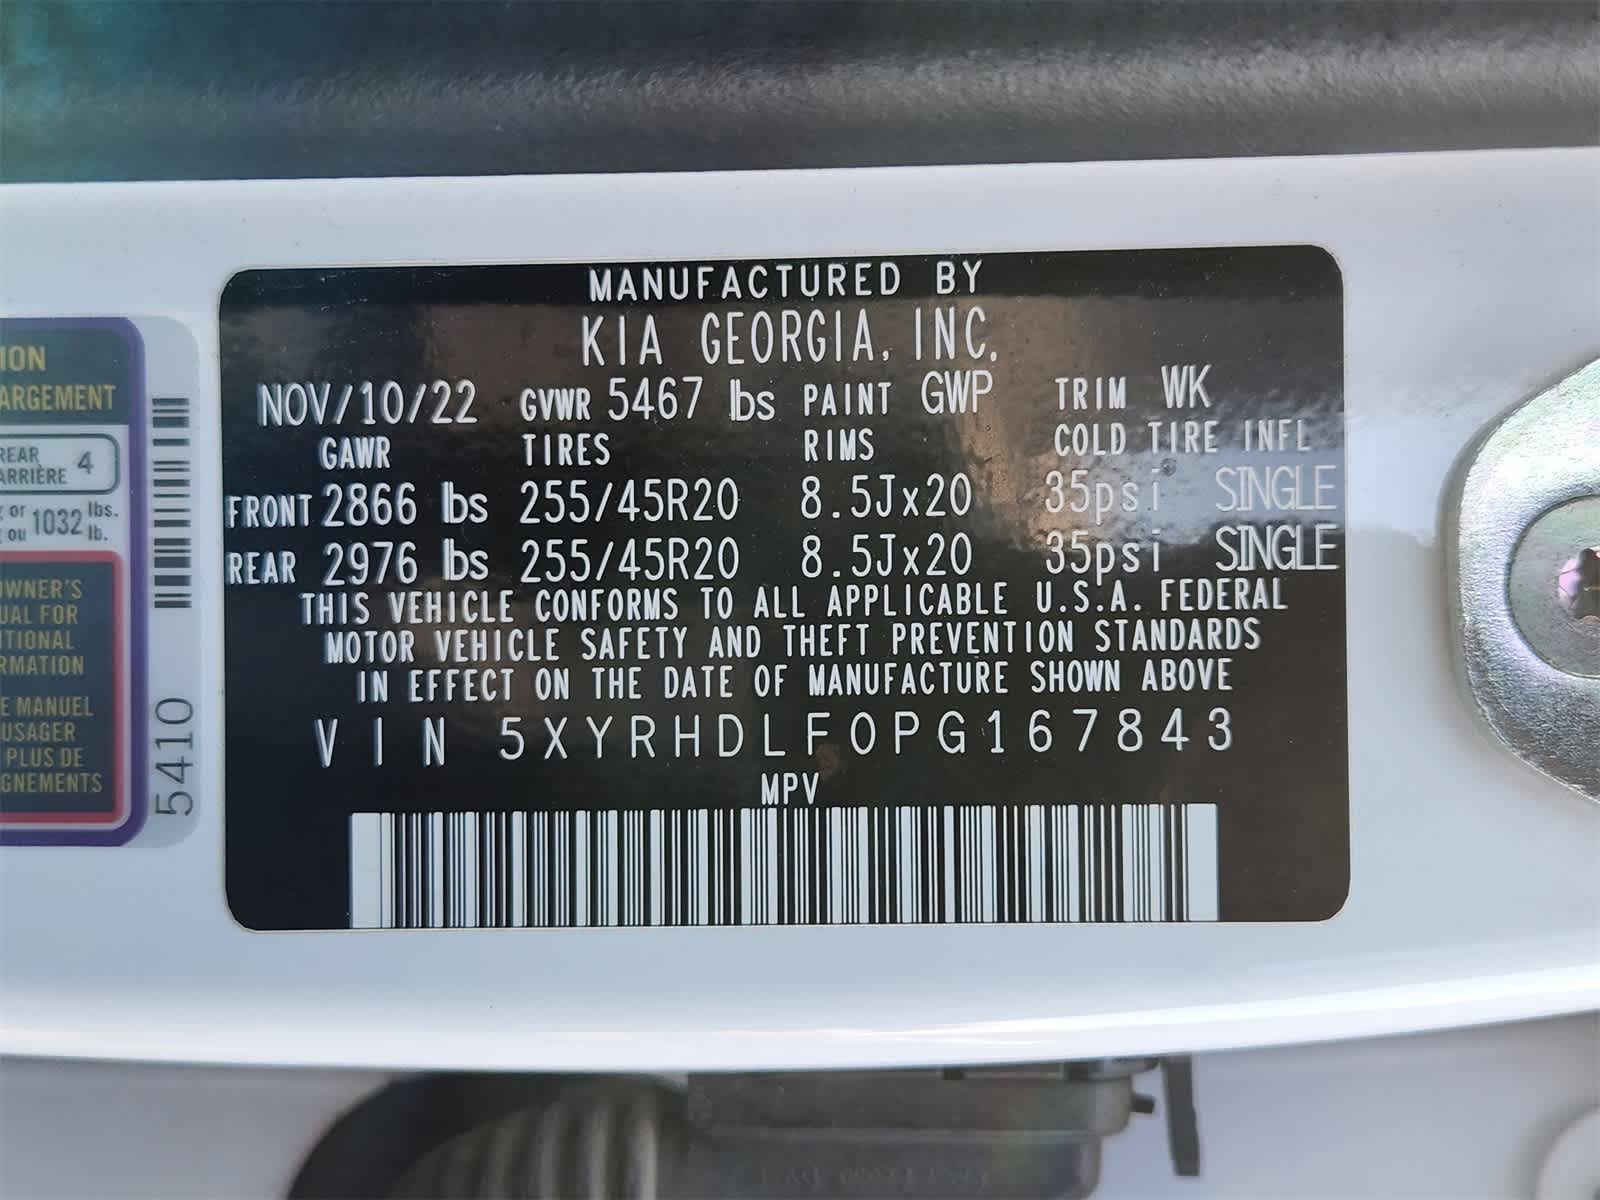 MANUFACTURED BY
KIA GEORGIA, INC.
NOV/10/22 GVWR 5467 lbs PAINT GWP TRIM WK
GAWR TIRES RIMS COLD TIRE INFL
FRONT 2866 lbs 255/45R20 8.5Jx20 35psi SINGLE
REAR 2976 lbs 255/45R20 8.5Jx20 35psi SINGLE
THIS VEHICLE CONFORMS TO ALL APPLICABLE U.S.A. FEDERAL
MOTOR VEHICLE SAFETY AND THEFT PREVENTION STANDARDS
IN EFFECT ON THE DATE OF MANUFACTURE SHOWN ABOVE
VIN 5XYRHDLF0PG167843
MPV
ION
ARGEMENT
REAR
ARRIÈRE 4
or 1032 lbs.
ou lb.
OWNER'S
UAL FOR
ITIONAL
RMATION
E MANUEL
USAGER
PLUS DE
GNEMENTS
5410